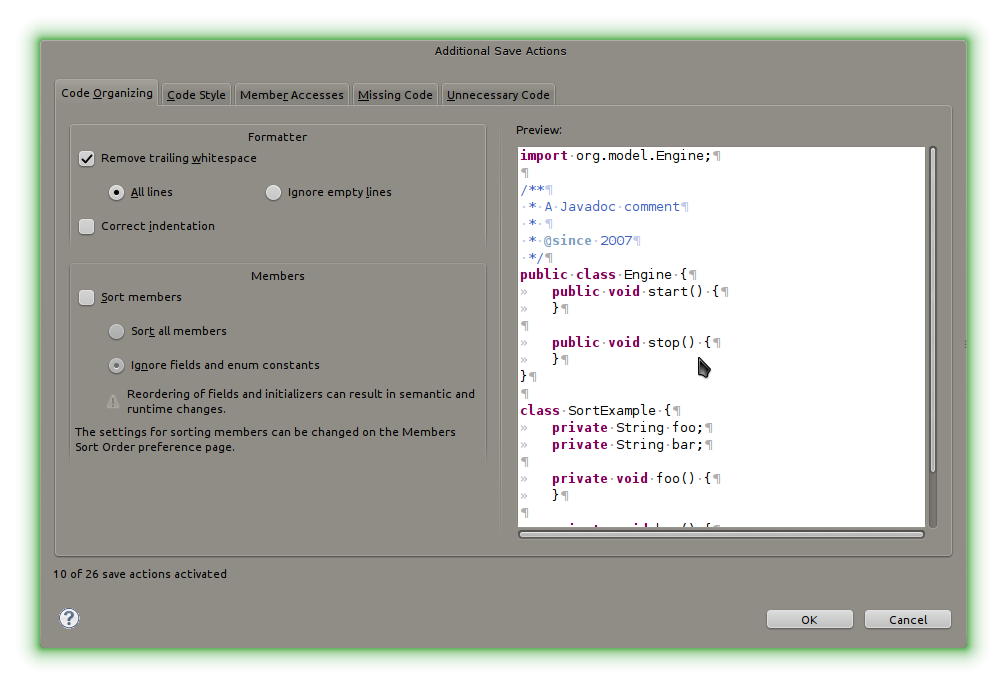 Additional Save Actions
Code Organizing
Code Style
Member Accesses
Missing Code
Unnecessary Code
Formatter
Remove trailing whitespace
All lines
Ignore empty lines
Correct indentation
Members
Sort members
Sort all members
Ignore fields and enum constants
Reordering of fields and initializers can result in semantic and
runtime changes.
The settings for sorting members can be changed on the Members
Sort Order preference page.
Preview:
import·org.model.Engine;¶
¶
/**¶
·*·A·Javadoc·comment¶
·*·¶
·*·@since·2007¶
·*/¶
public·class·Engine·{¶
»   public·void·start()·{¶
»   }¶
¶
»   public·void·stop()·{¶
»   }¶
}¶
¶
class·SortExample·{¶
»   private·String·foo;¶
»   private·String·bar;¶
¶
»   private·void·foo()·{¶
»   }¶
¶
10 of 26 save actions activated
?
OK
Cancel